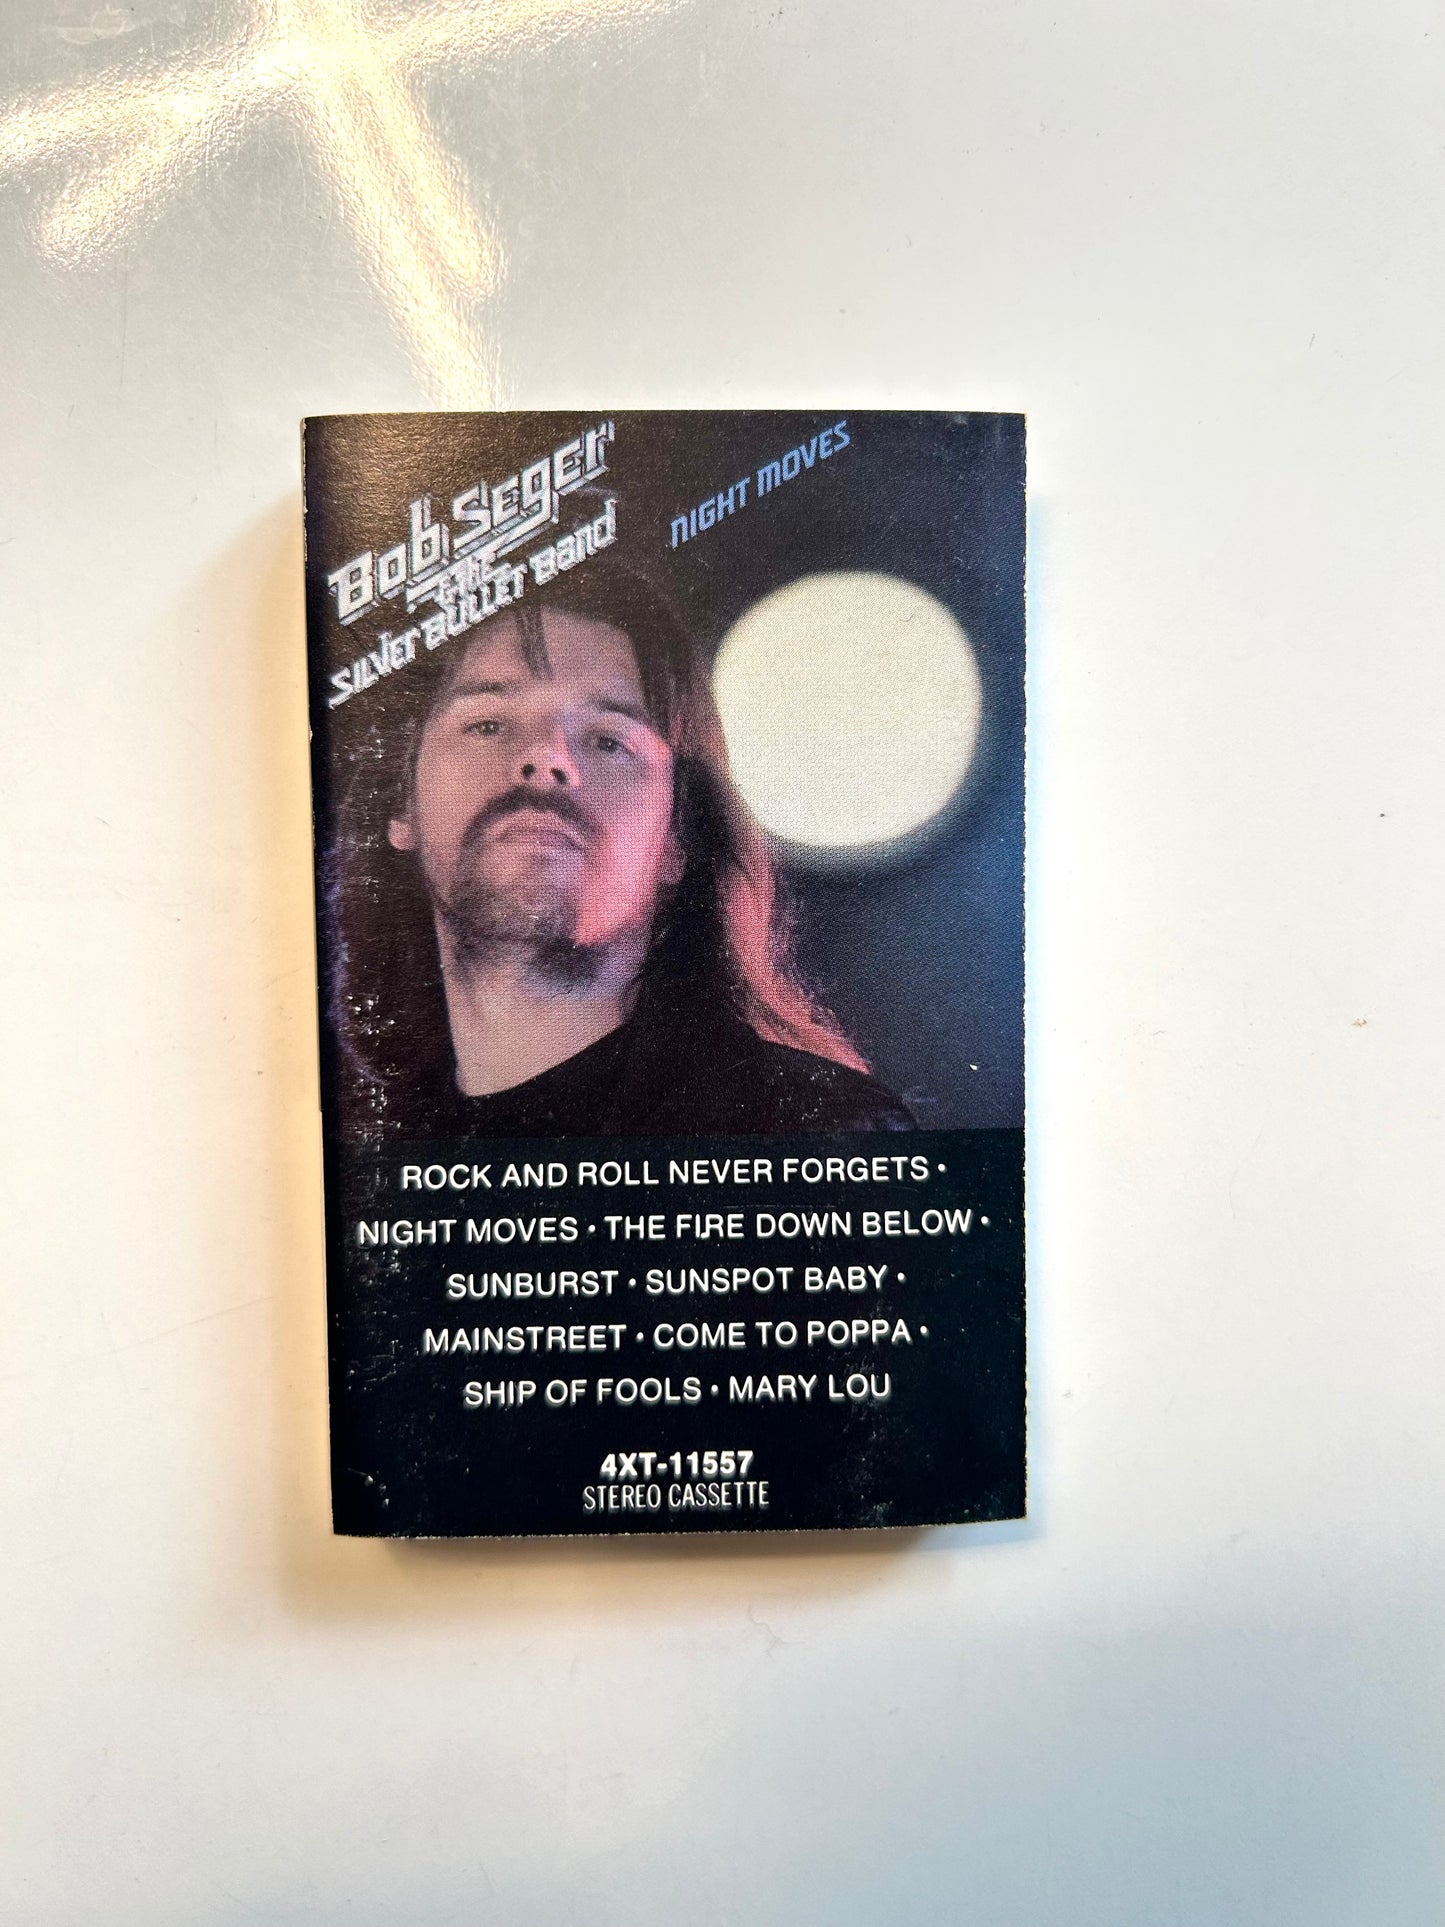 Bob Seger
& THE
SILVER BULLET Band
NIGHT MOVES
ROCK AND ROLL NEVER FORGETS •
NIGHT MOVES • THE FIRE DOWN BELOW •
SUNBURST • SUNSPOT BABY •
MAINSTREET • COME TO POPPA •
SHIP OF FOOLS • MARY LOU
4XT-11557
STEREO CASSETTE